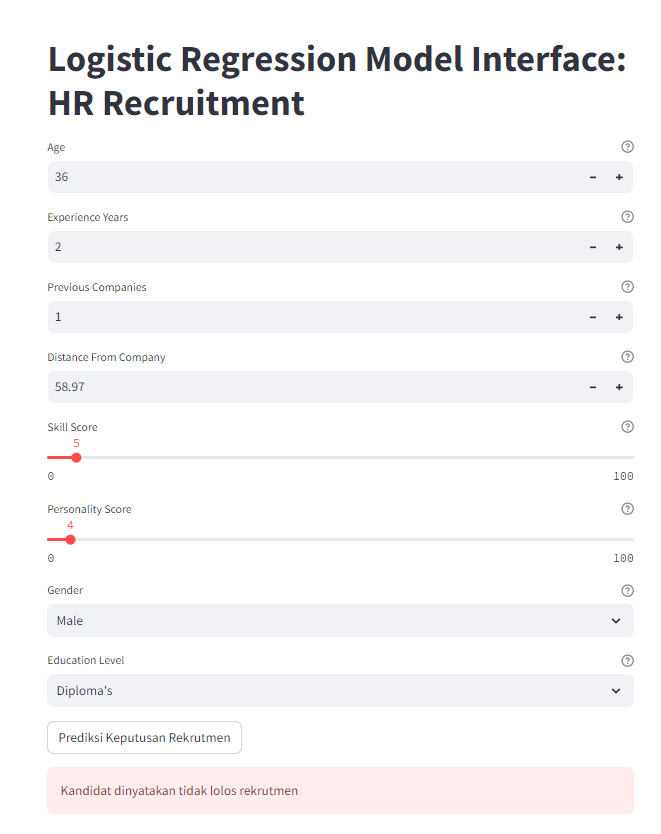 Logistic Regression Model Interface:
HR Recruitment
Age
36
Experience Years
2
Previous Companies
1
Distance From Company
58.97
Skill Score
5
0 100
Personality Score
4
0 100
Gender
Male
Education Level
Diploma's
Prediksi Keputusan Rekrutmen
Kandidat dinyatakan tidak lolos rekrutmen